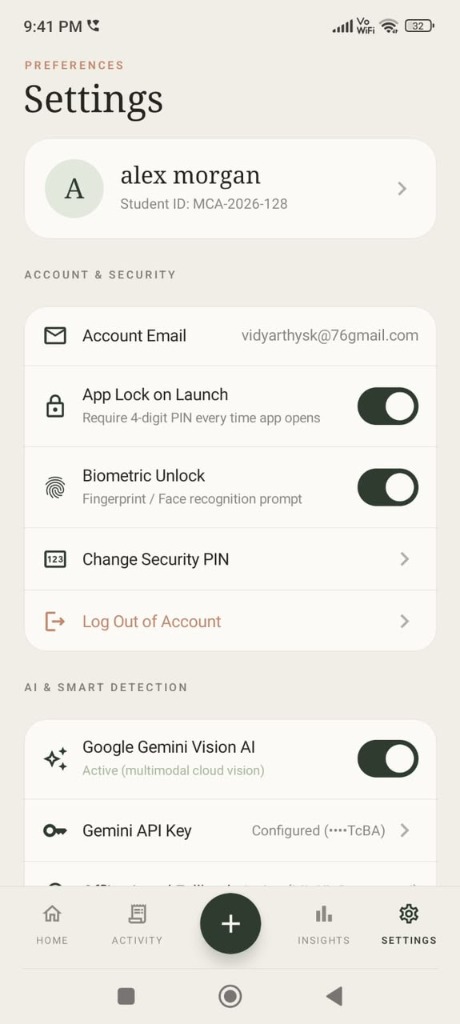 9:41 PM
Vo
WiFi
32
PREFERENCES
Settings
A
alex morgan
Student ID: MCA-2026-128
ACCOUNT & SECURITY
Account Email vidyarthysk@76gmail.com
App Lock on Launch
Require 4-digit PIN every time app opens
Biometric Unlock
Fingerprint / Face recognition prompt
123 Change Security PIN
Log Out of Account
AI & SMART DETECTION
Google Gemini Vision AI
Active (multimodal cloud vision)
Gemini API Key Configured (••••TcBA)
HOME ACTIVITY + INSIGHTS SETTINGS